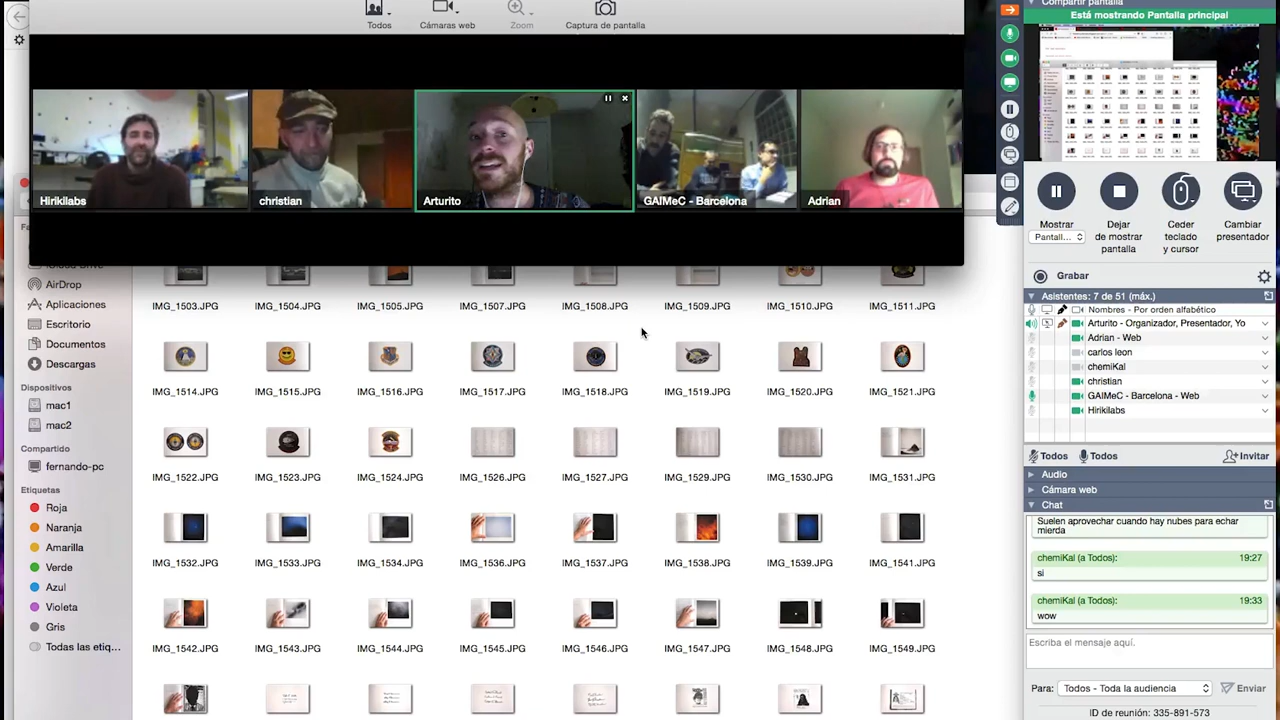 Compartir pantalla
Está mostrando Pantalla principal
Todos
Cámaras web
Zoom
Captura de pantalla
Hirikilabs
christian
Arturito
GAIMeC - Barcelona
Adrian
Mostrar
Pantall...
Dejar
de mostrar
pantalla
Ceder
teclado
y cursor
Cambiar
presentador
Grabar
Asistentes: 7 de 51 (máx.)
Nombres - Por orden alfabético
Arturito - Organizador, Presentador, Yo
Adrian - Web
carlos leon
chemiKal
christian
GAIMeC - Barcelona - Web
Hirikilabs
Todos
Todos
Invitar
Audio
Cámara web
Chat
Suelen aprovechar cuando hay nubes para echar
mierda
chemiKal (a Todos): 19:27
si
chemiKal (a Todos): 19:33
wow
Escriba el mensaje aquí.
Para: Todos - Toda la audiencia
Enviar
ID de reunión: 335-891-573
AirDrop
Aplicaciones
Escritorio
Documentos
Descargas
Dispositivos
mac1
mac2
Compartido
fernando-pc
Etiquetas
Roja
Naranja
Amarilla
Verde
Azul
Violeta
Gris
Todas las etiq...
IMG_1503.JPG IMG_1504.JPG IMG_1505.JPG IMG_1507.JPG IMG_1508.JPG IMG_1509.JPG IMG_1510.JPG IMG_1511.JPG
IMG_1514.JPG IMG_1515.JPG IMG_1516.JPG IMG_1517.JPG IMG_1518.JPG IMG_1519.JPG IMG_1520.JPG IMG_1521.JPG
IMG_1522.JPG IMG_1523.JPG IMG_1524.JPG IMG_1526.JPG IMG_1527.JPG IMG_1529.JPG IMG_1530.JPG IMG_1531.JPG
IMG_1532.JPG IMG_1533.JPG IMG_1534.JPG IMG_1536.JPG IMG_1537.JPG IMG_1538.JPG IMG_1539.JPG IMG_1541.JPG
IMG_1542.JPG IMG_1543.JPG IMG_1544.JPG IMG_1545.JPG IMG_1546.JPG IMG_1547.JPG IMG_1548.JPG IMG_1549.JPG